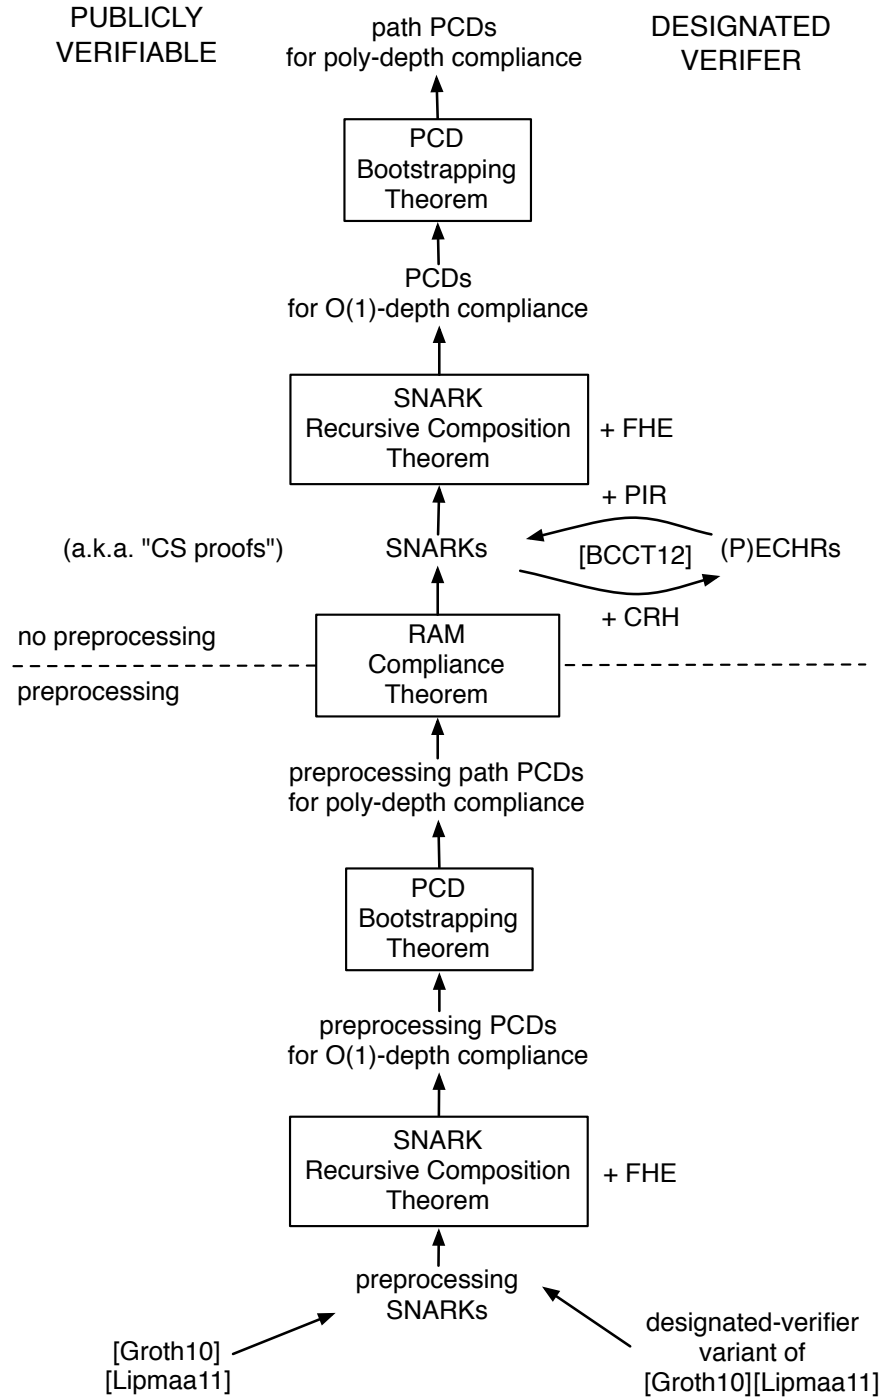 PUBLICLY
VERIFIABLE
path PCDs
for poly-depth compliance
DESIGNATED
VERIFER
PCD
Bootstrapping
Theorem
PCDs
for O(1)-depth compliance
SNARK
Recursive Composition
Theorem
+ FHE
+ PIR
(a.k.a. "CS proofs")
SNARKs
[BCCT12]
(P)ECHRs
+ CRH
no preprocessing
preprocessing
RAM
Compliance
Theorem
preprocessing path PCDs
for poly-depth compliance
PCD
Bootstrapping
Theorem
preprocessing PCDs
for O(1)-depth compliance
SNARK
Recursive Composition
Theorem
+ FHE
preprocessing
SNARKs
[Groth10]
[Lipmaa11]
designated-verifier
variant of
[Groth10][Lipmaa11]